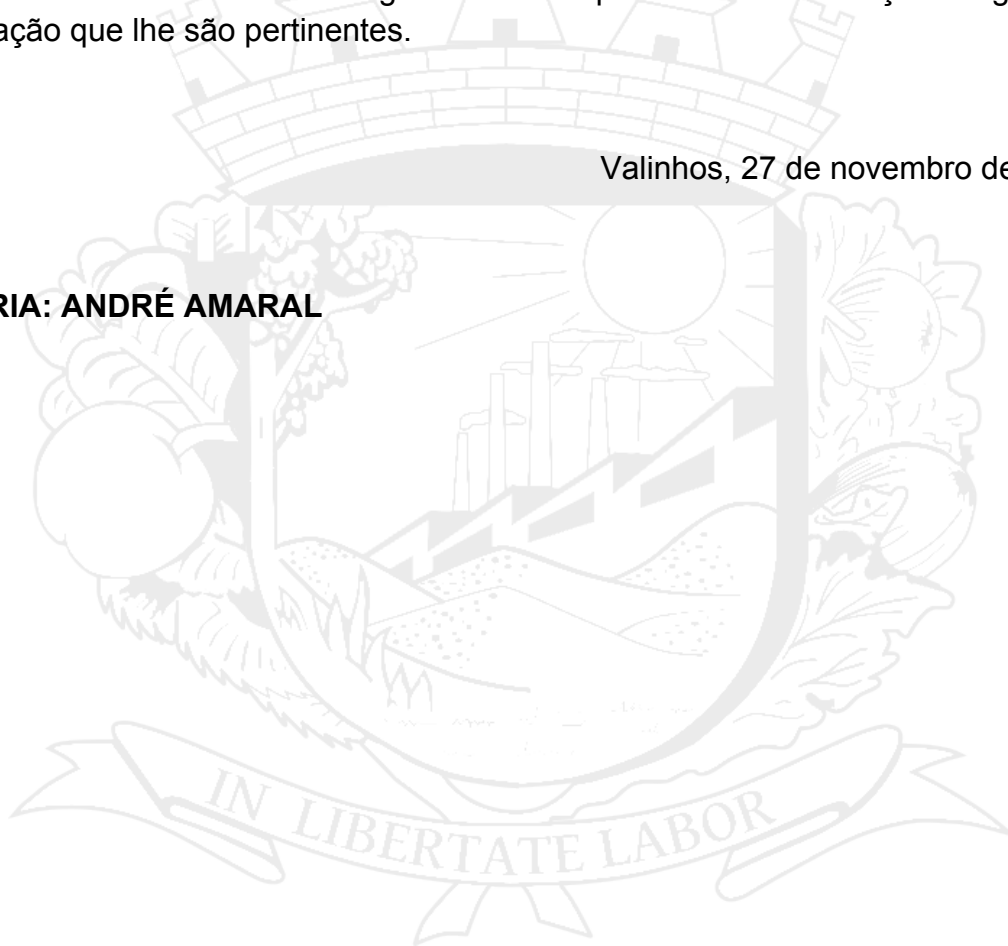 ação que lhe são pertinentes.
Valinhos, 27 de novembro de
RIA: ANDRÉ AMARAL
IN LIBERTATE LABOR